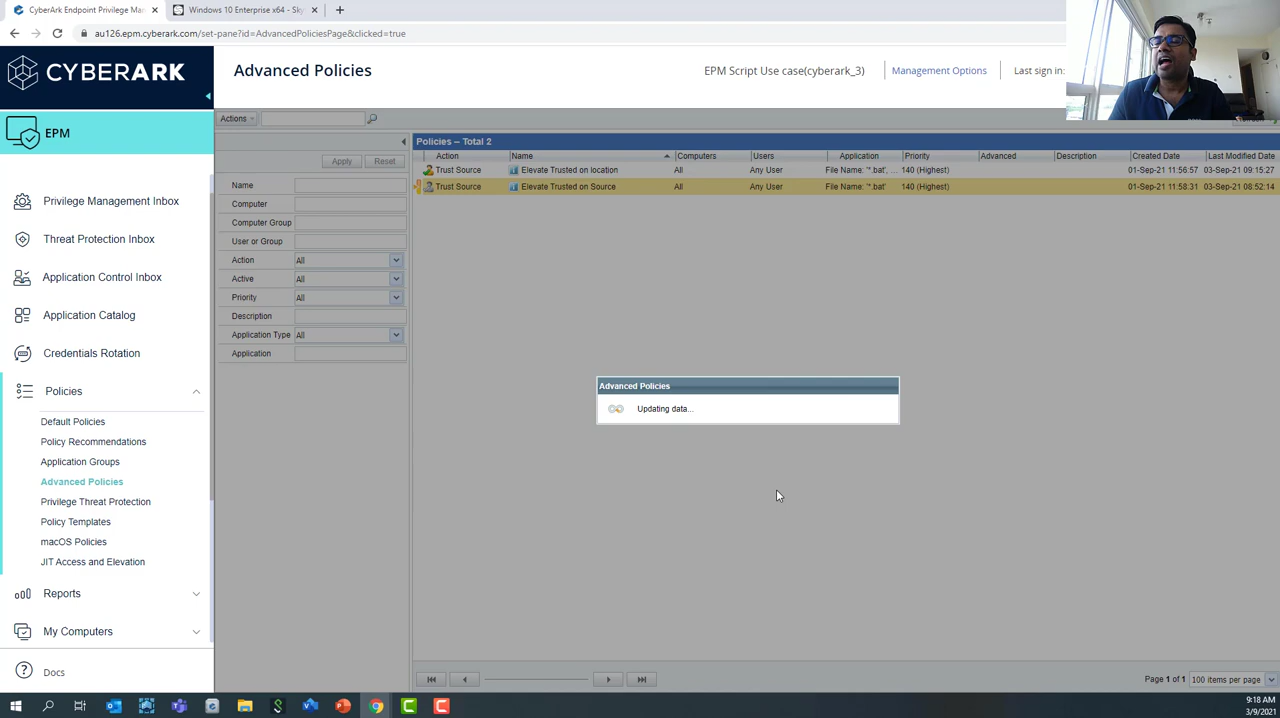 CyberArk Endpoint Privilege Ma
Windows 10 Enterprise x64 - Sky
au126.epm.cyberark.com/set-pane?id=AdvancedPoliciesPage&clicked=true
CYBERARK
Advanced Policies
EPM Script Use case(cyberark_3)
Management Options
Last sign in:
EPM
Actions
Policies – Total 2
Apply
Reset
Action
Name
Computers
Users
Application
Priority
Advanced
Description
Created Date
Last Modified Date
Trust Source
Elevate Trusted on location
All
Any User
File Name: '*.bat', ...
140 (Highest)
01-Sep-21 11:56:57
03-Sep-21 09:15:27
Trust Source
Elevate Trusted on Source
All
Any User
File Name: '*.bat'
140 (Highest)
01-Sep-21 11:58:31
03-Sep-21 08:52:14
Name
Computer
Computer Group
User or Group
Action
All
Active
All
Priority
All
Description
Application Type
All
Application
Privilege Management Inbox
Threat Protection Inbox
Application Control Inbox
Application Catalog
Credentials Rotation
Policies
Default Policies
Policy Recommendations
Application Groups
Advanced Policies
Privilege Threat Protection
Policy Templates
macOS Policies
JIT Access and Elevation
Reports
My Computers
Docs
Advanced Policies
Updating data...
Page 1 of 1
100 items per page
9:18 AM
3/9/2021